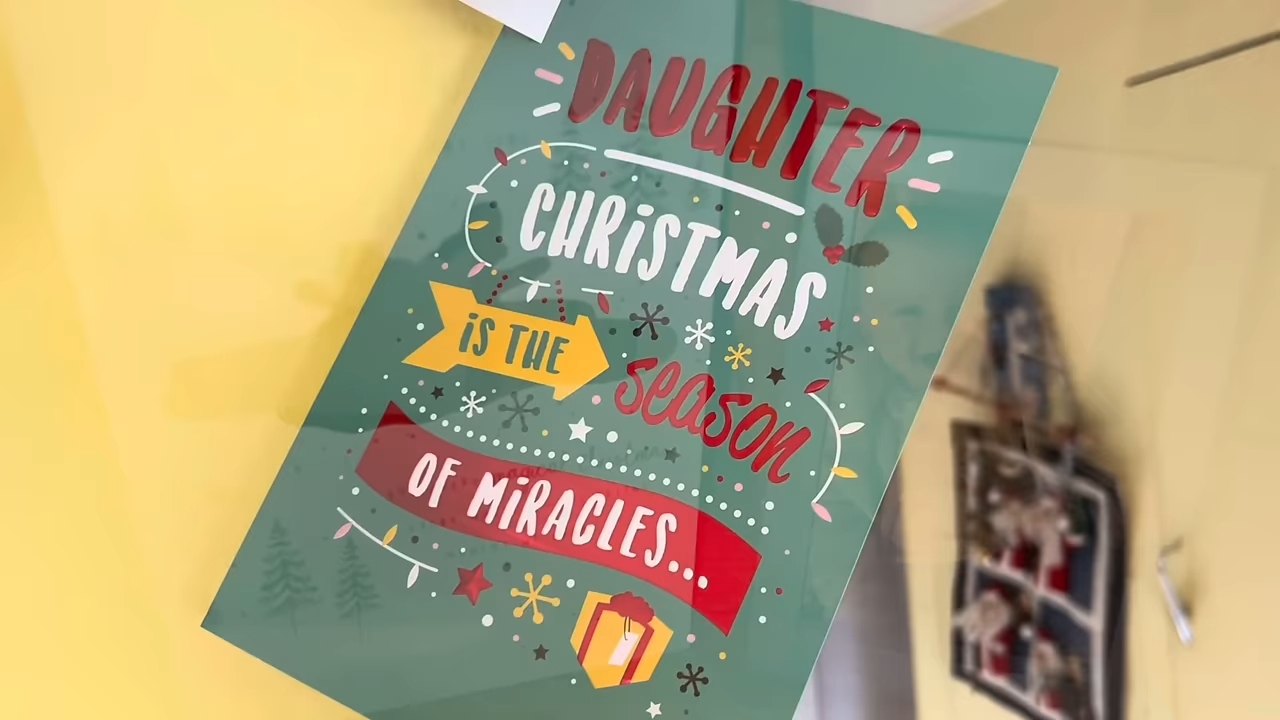 DAUGHTER
CHRISTMAS
IS THE
season
OF MIRACLES...